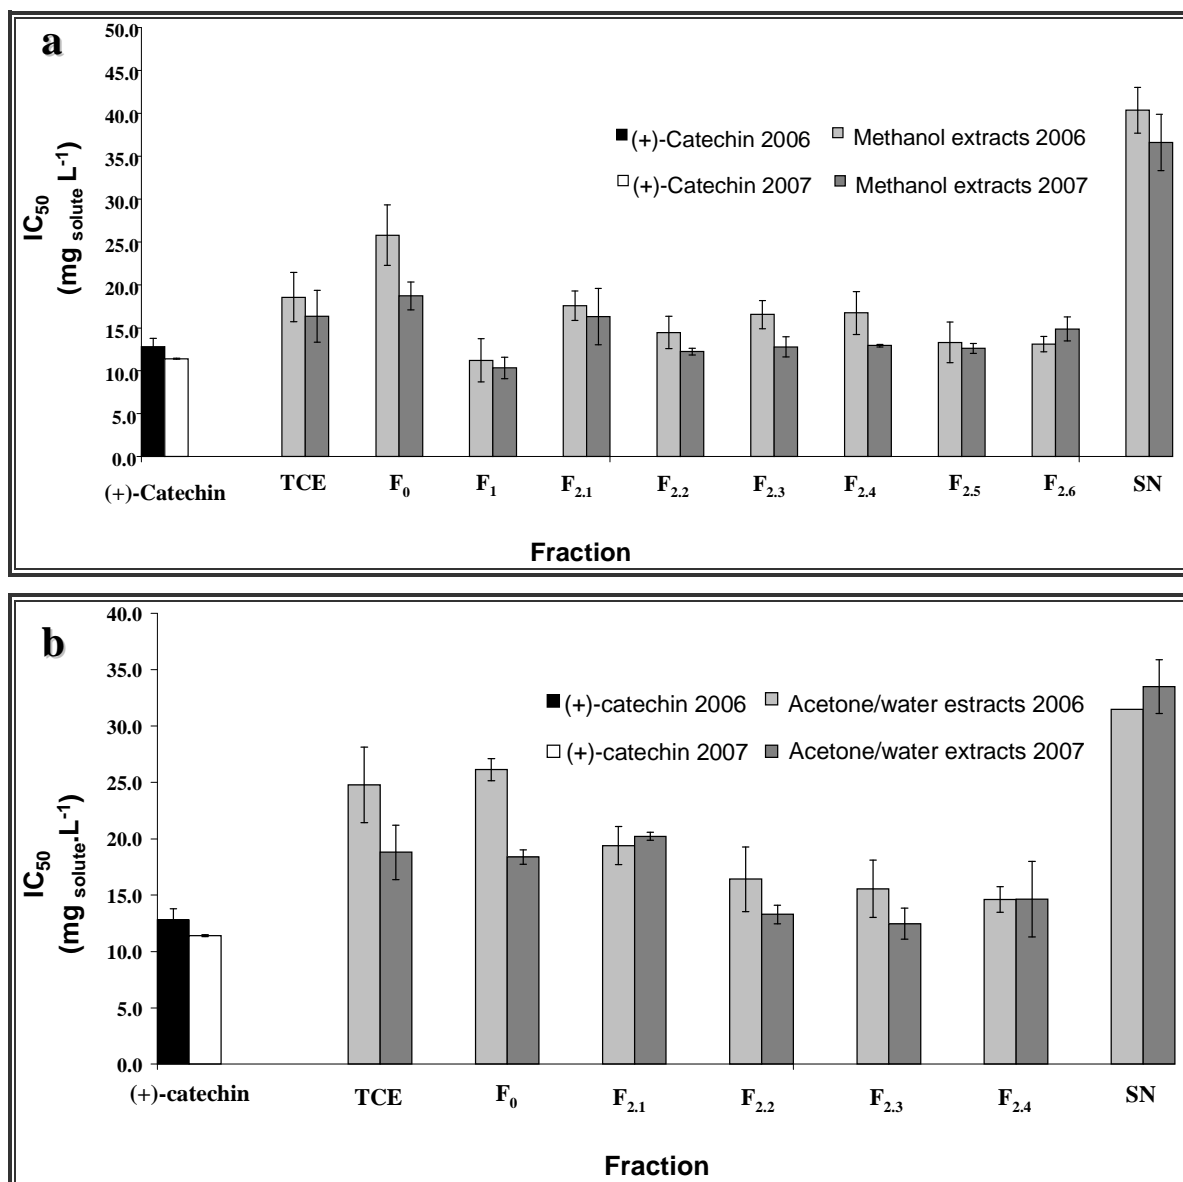 a
50.0
45.0
40.0
35.0
30.0
25.0
20.0
15.0
10.0
5.0
0.0
IC50
(mg solute L-1)
(+)-Catechin 2006 Methanol extracts 2006
(+)-Catechin 2007 Methanol extracts 2007
(+)-Catechin TCE F0 F1 F2.1 F2.2 F2.3 F2.4 F2.5 F2.6 SN
Fraction
b
40.0
35.0
30.0
25.0
20.0
15.0
10.0
5.0
0.0
IC50
(mg solute.L-1)
(+)-catechin 2006 Acetone/water estracts 2006
(+)-catechin 2007 Acetone/water extracts 2007
(+)-catechin TCE F0 F2.1 F2.2 F2.3 F2.4 SN
Fraction